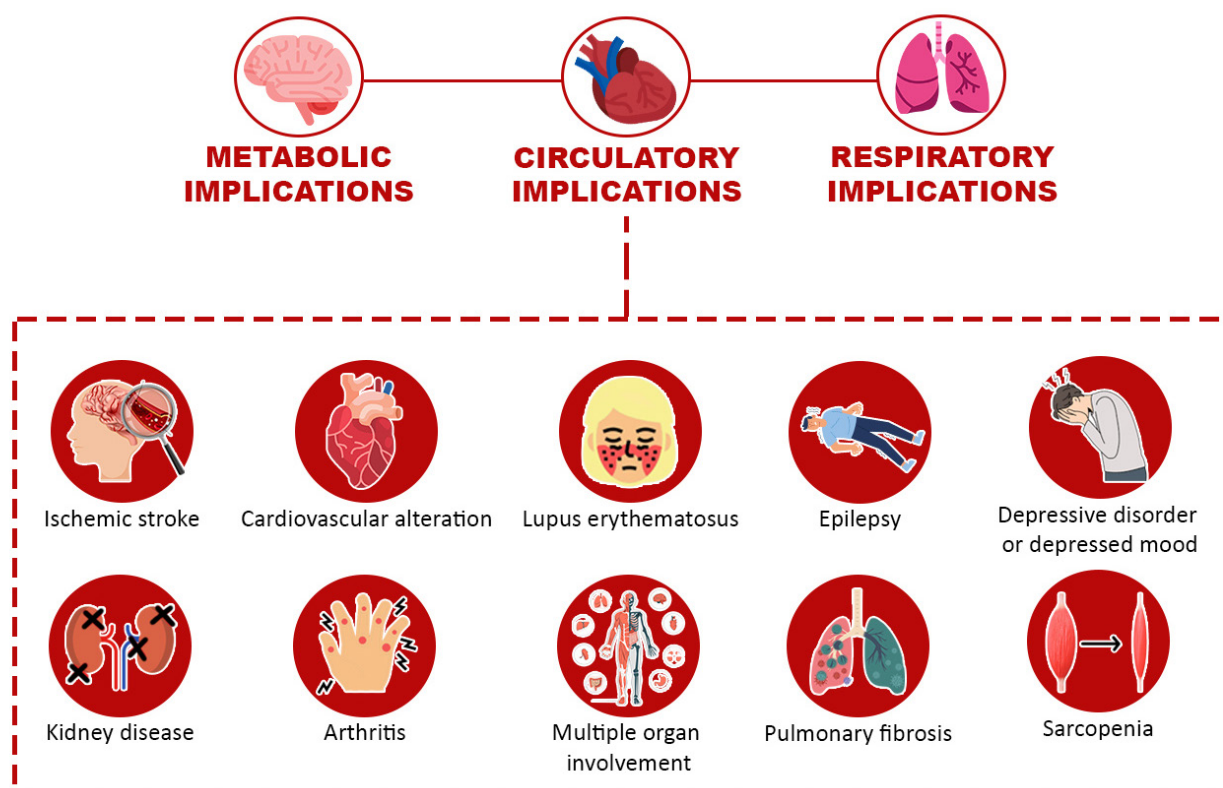 METABOLIC
IMPLICATIONS
CIRCULATORY
IMPLICATIONS
RESPIRATORY
IMPLICATIONS
Ischemic stroke
Cardiovascular alteration
Lupus erythematosus
Epilepsy
Depressive disorder
or depressed mood
Kidney disease
Arthritis
Multiple organ
involvement
Pulmonary fibrosis
Sarcopenia